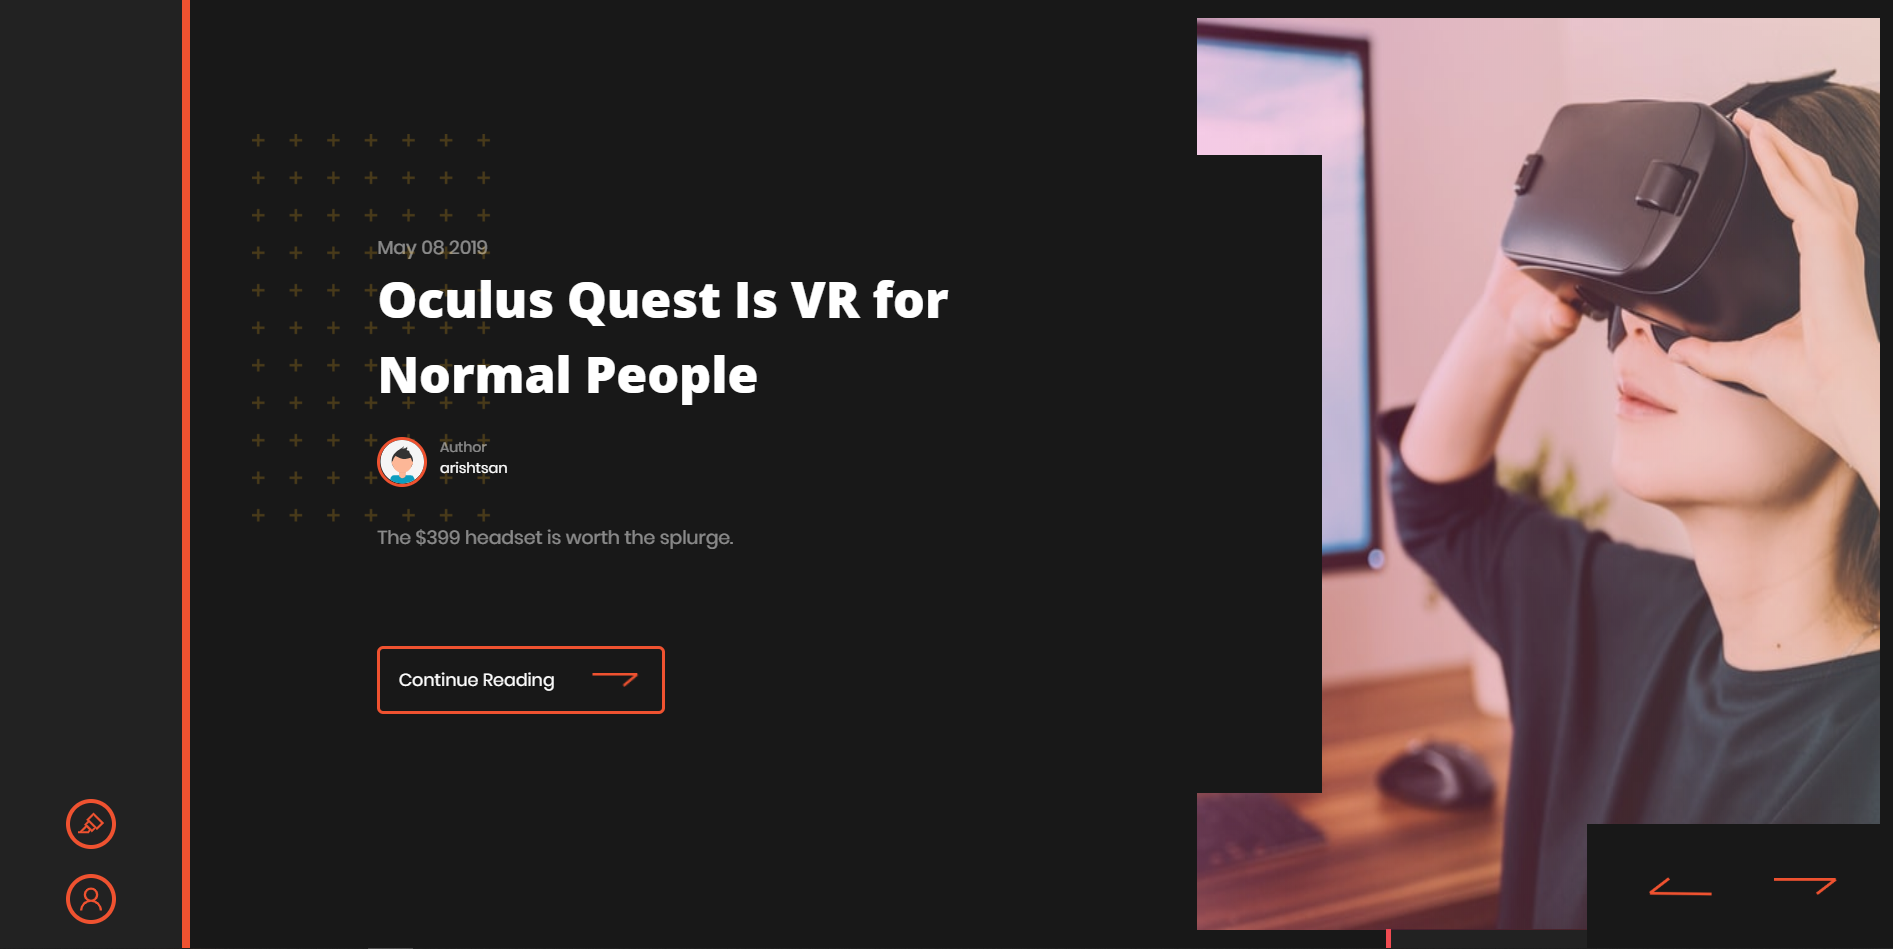 May 08 2019
Oculus Quest Is VR for
Normal People
Author
arishtsan
The $399 headset is worth the splurge.
Continue Reading